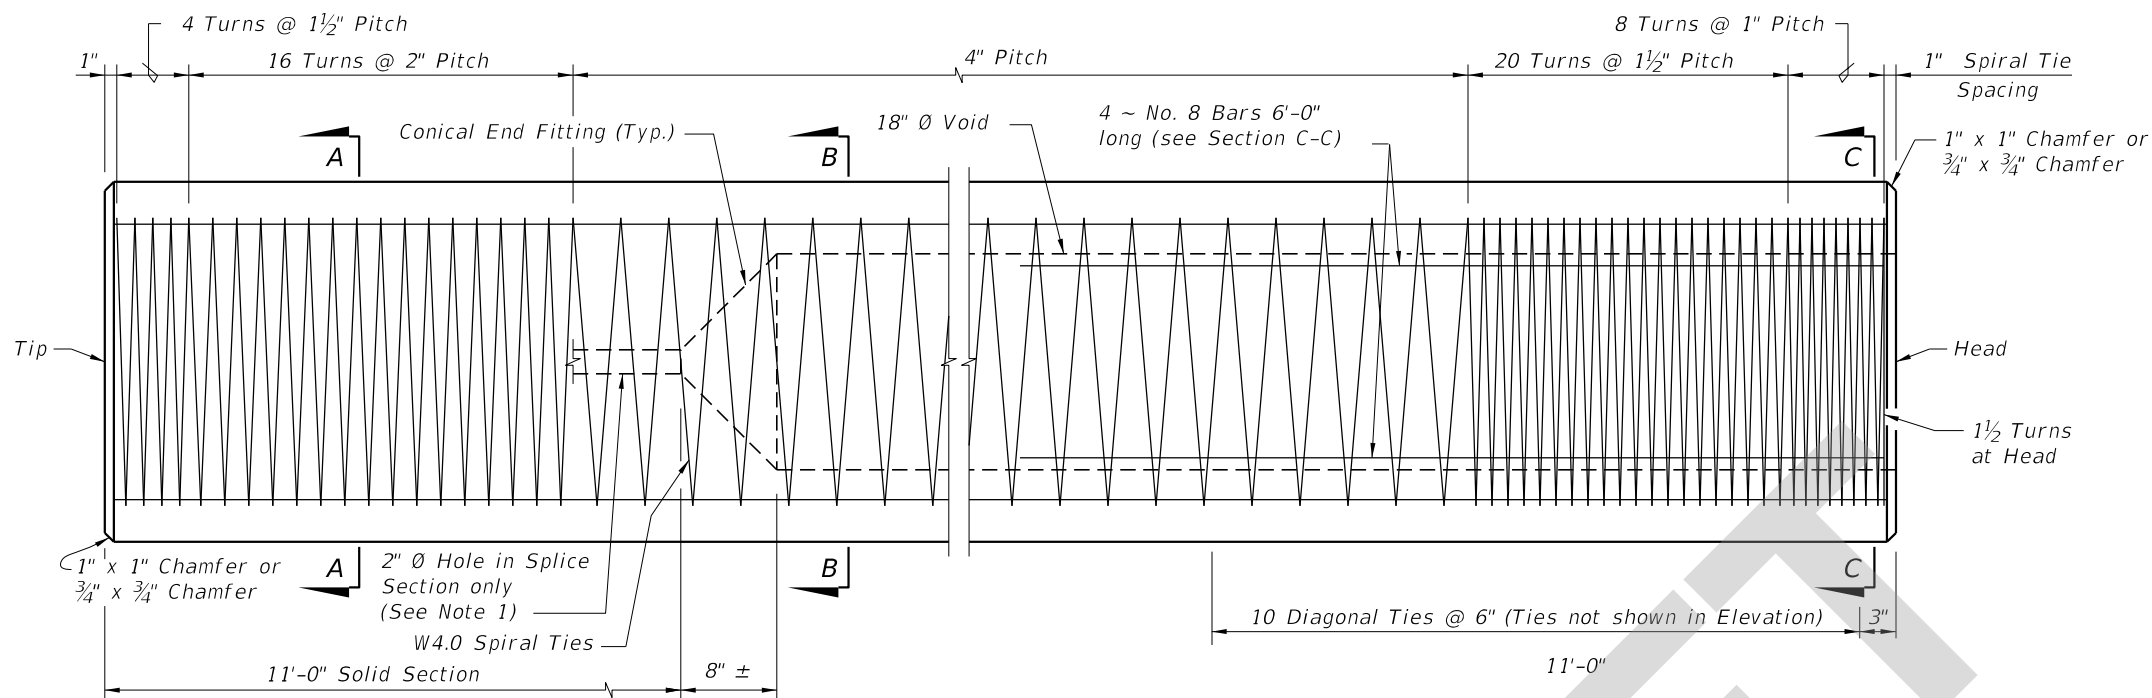 4 Turns @ 1½" Pitch
8 Turns @ 1" Pitch
1"
16 Turns @ 2" Pitch
4" Pitch
20 Turns @ 1½" Pitch
1" Spiral Tie
Spacing
Conical End Fitting (Typ.)
18" Ø Void
4 ~ No. 8 Bars 6'-0"
long (see Section C-C)
1" x 1" Chamfer or
¾" x ¾" Chamfer
A
B
C
Tip
Head
1½ Turns
at Head
1" x 1" Chamfer or
¾" x ¾" Chamfer
A
2" Ø Hole in Splice
Section only
(See Note 1)
B
C
W4.0 Spiral Ties
10 Diagonal Ties @ 6" (Ties not shown in Elevation)
3"
11'-0" Solid Section
8" ±
11'-0"